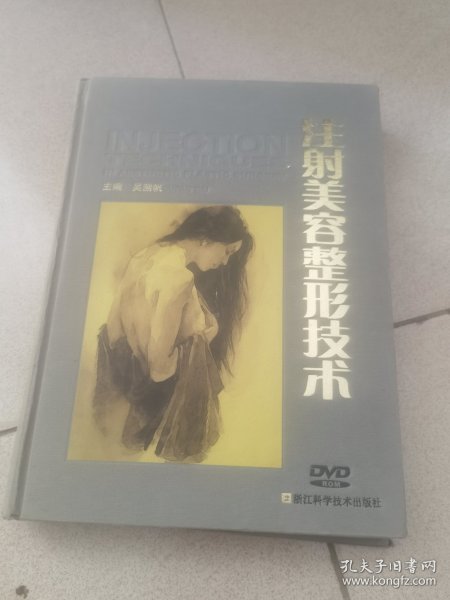 INJECTION
TECHNIQUES
主编 吴溯帆
注射美容整形技术
DVD
ROM
浙江科学技术出版社
孔夫子旧书网
www.kongfz.com